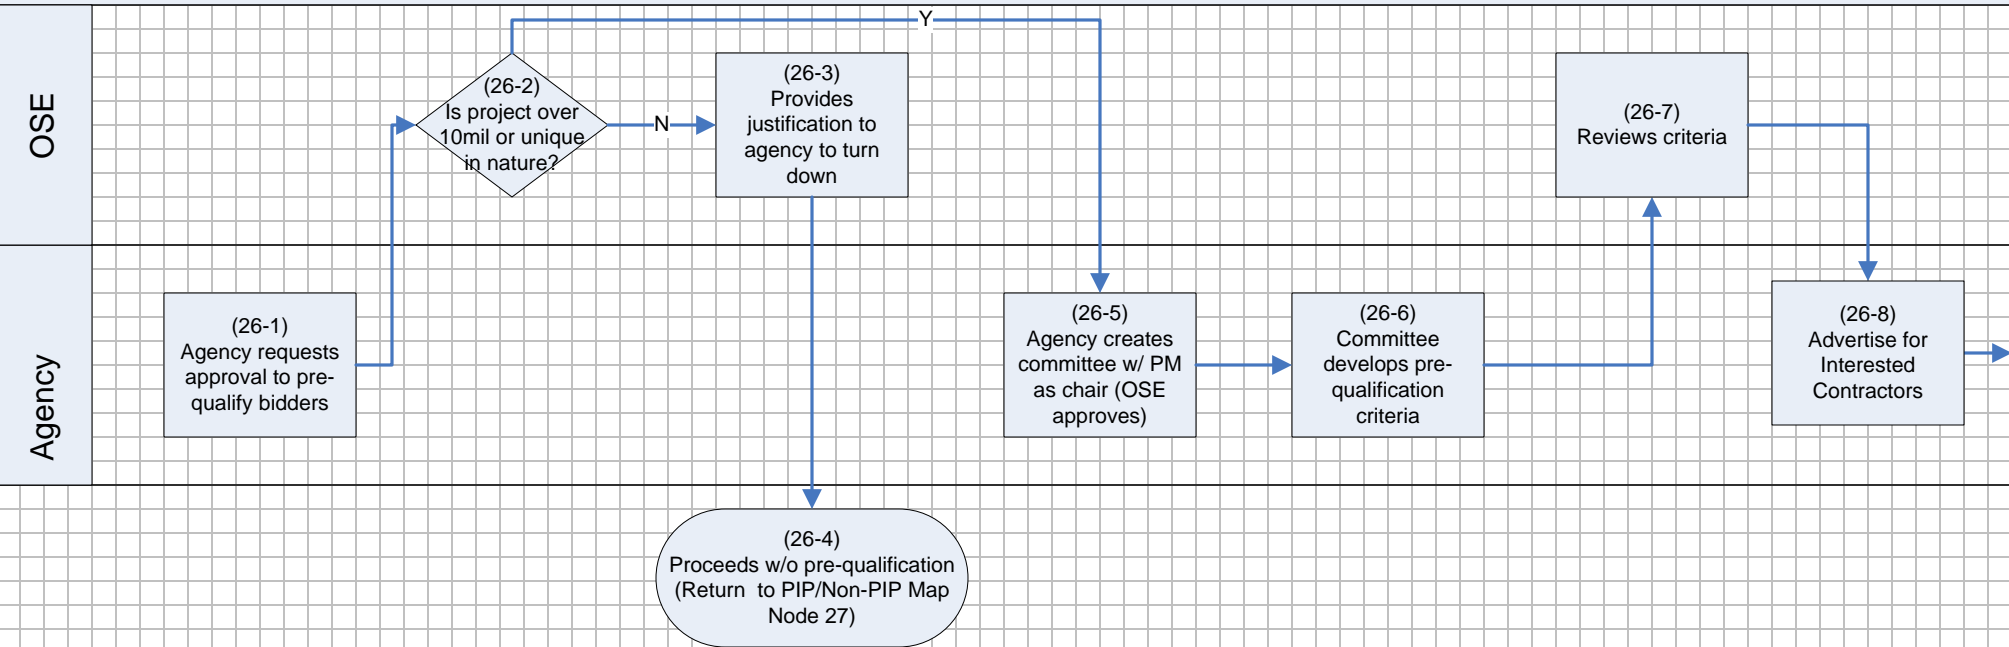 OSE
Y
(26-2)
Is project over
10mil or unique
in nature?
N
(26-3)
Provides
justification to
agency to turn
down
(26-7)
Reviews criteria
Agency
(26-1)
Agency requests
approval to pre-
qualify bidders
(26-5)
Agency creates
committee w/ PM
as chair (OSE
approves)
(26-6)
Committee
develops pre-
qualification
criteria
(26-8)
Advertise for
Interested
Contractors
(26-4)
Proceeds w/o pre-qualification
(Return  to PIP/Non-PIP Map
Node 27)